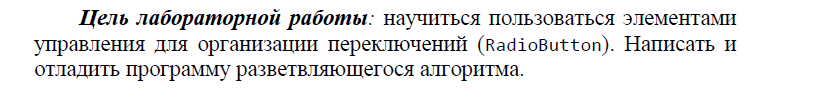 Цель лабораторной работы: научиться пользоваться элементами
управления для организации переключений (RadioButton). Написать и
отладить программу разветвляющегося алгоритма.